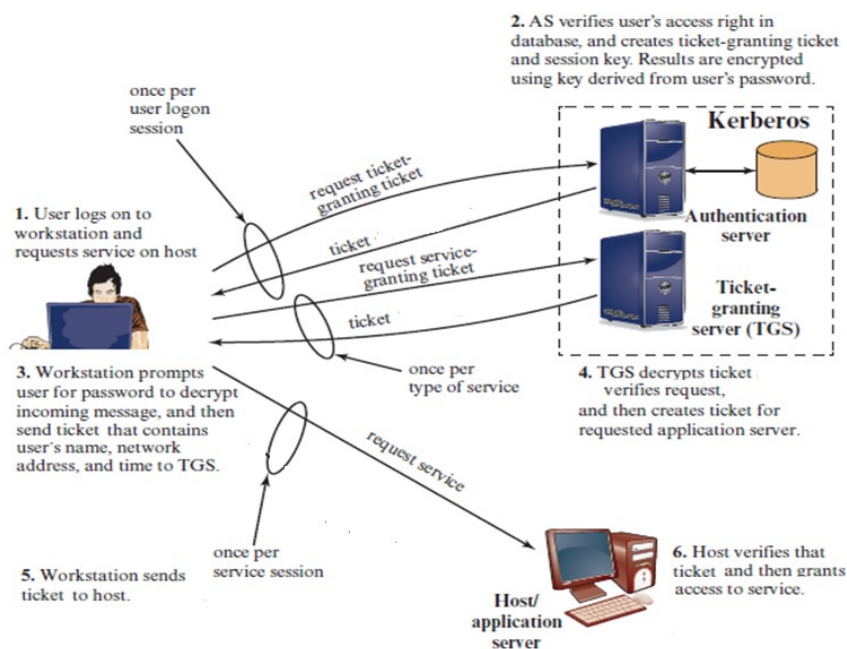 2. AS verifies user's access right in
database, and creates ticket-granting ticket
and session key. Results are encrypted
using key derived from user's password.
once per
user logon
session
Kerberos
request ticket-
granting ticket
1. User logs on to
workstation and
requests service on host
Authentication
server
ticket
request service-
granting ticket
Ticket-
granting
server (TGS)
ticket
once per
type of service
3. Workstation prompts
user for password to decrypt
incoming message, and then
send ticket that contains
user's name, network
address, and time to TGS.
4. TGS decrypts ticket
verifies request,
and then creates ticket for
requested application server.
request service
once per
service session
5. Workstation sends
ticket to host.
6. Host verifies that
ticket and then grants
access to service.
Host/
application
server